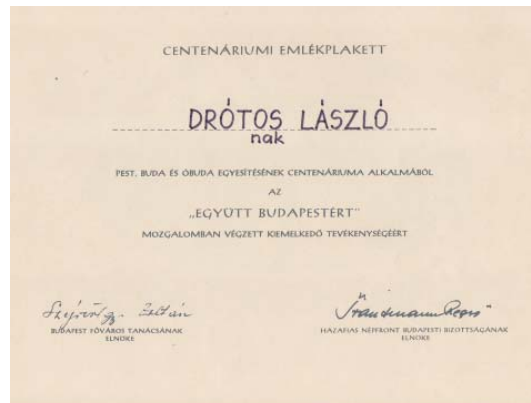 CENTENÁRIUMI EMLÉKPLAKETT
DRÓTOS LÁSZLÓ
nak
PEST, BUDA ÉS ÓBUDA EGYESÍTÉSÉNEK CENTENÁRIUMA ALKALMÁBÓL
AZ
„EGYÜTT BUDAPESTÉRT"
MOZGALOMBAN VÉGZETT KIEMELKEDŐ TEVÉKENYSÉGÉÉRT
Zoltán
BUDAPEST FŐVÁROS TANÁCSÁNAK
ELNÖKE
HAZAFIAS NÉPFRONT BUDAPESTI BIZOTTSÁGÁNAK
ELNÖKE